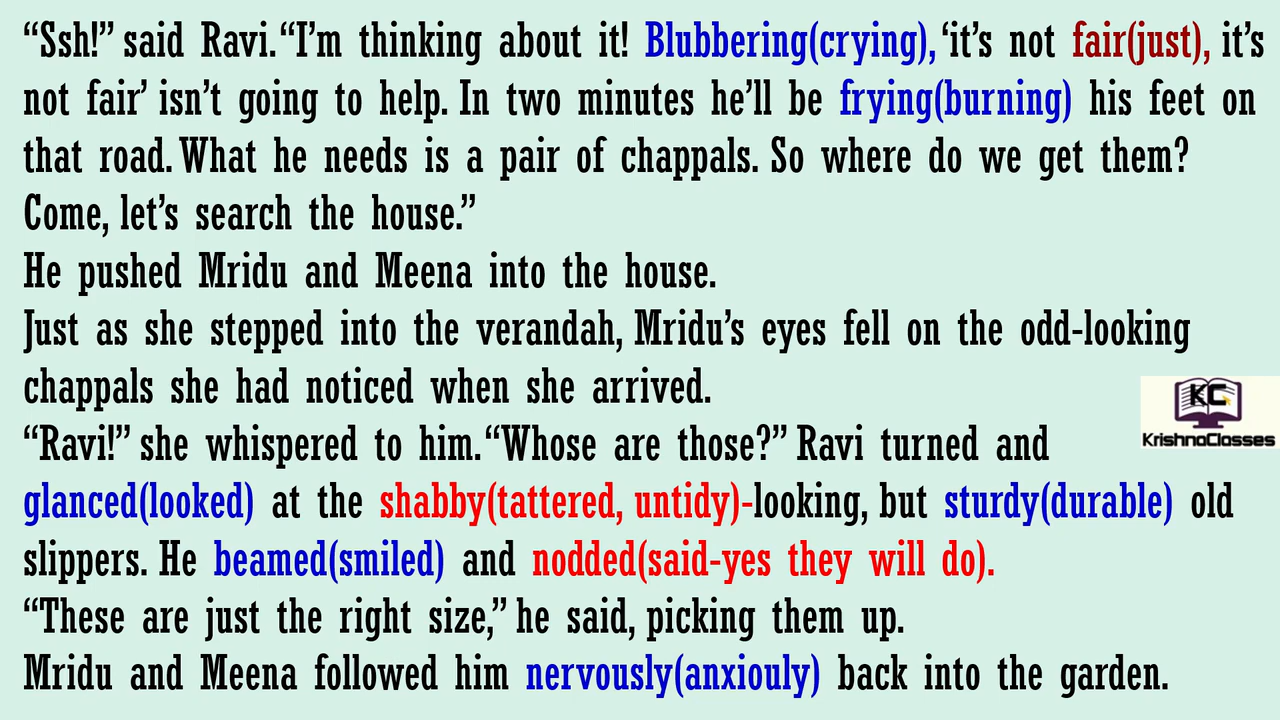 “Ssh!” said Ravi. “I’m thinking about it! Blubbering(crying), ‘it’s not fair(just), it’s
not fair’ isn’t going to help. In two minutes he’ll be frying(burning) his feet on
that road. What he needs is a pair of chappals. So where do we get them?
Come, let’s search the house.”
He pushed Mridu and Meena into the house.
Just as she stepped into the verandah, Mridu’s eyes fell on the odd-looking
chappals she had noticed when she arrived.
“Ravi!” she whispered to him. “Whose are those?” Ravi turned and
glanced(looked) at the shabby(tattered, untidy)-looking, but sturdy(durable) old
slippers. He beamed(smiled) and nodded(said-yes they will do).
“These are just the right size,” he said, picking them up.
Mridu and Meena followed him nervously(anxiouly) back into the garden.
KC
KrishnoClasses